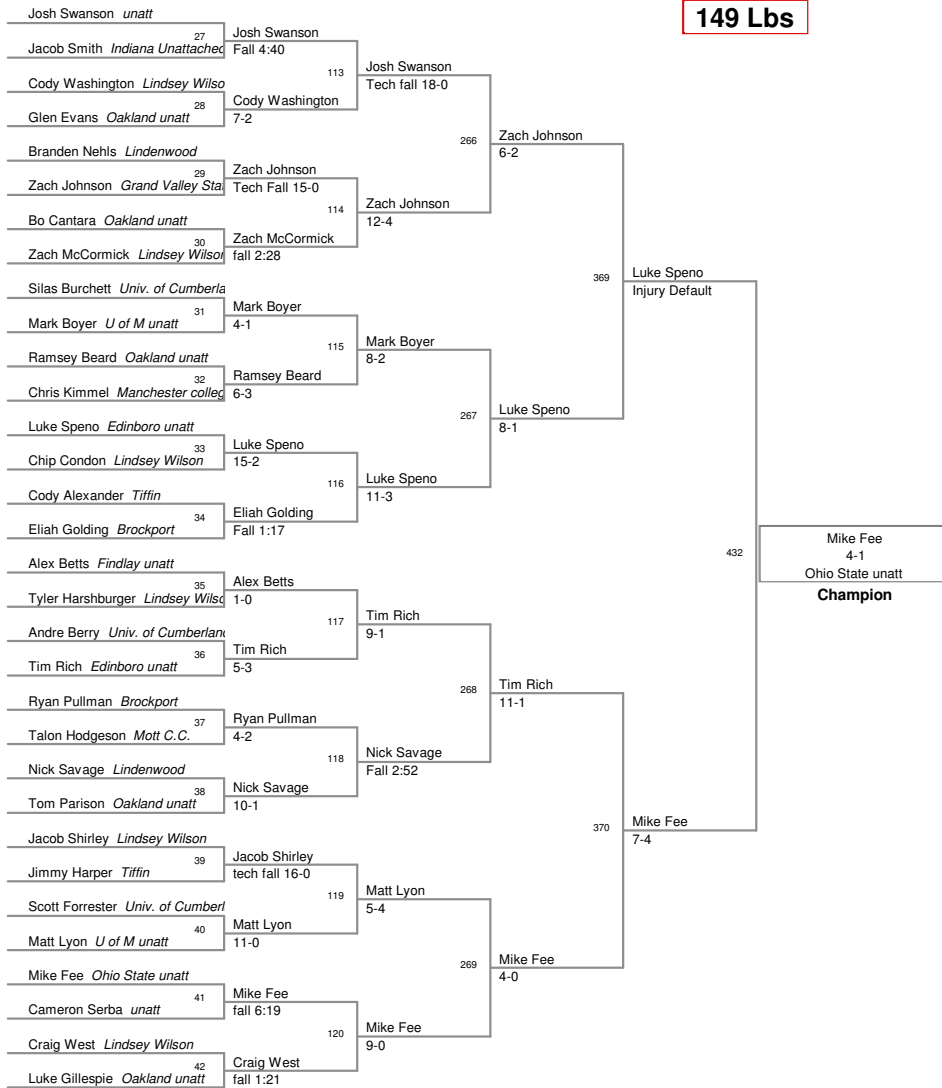 149 Lbs
Josh Swanson unatt
27
Jacob Smith Indiana Unattached
Josh Swanson
Fall 4:40
Cody Washington Lindsey Wilso
28
Glen Evans Oakland unatt
Cody Washington
7-2
113
Josh Swanson
Tech fall 18-0
Branden Nehls Lindenwood
29
Zach Johnson Grand Valley Stat
Zach Johnson
Tech Fall 15-0
Bo Cantara Oakland unatt
30
Zach McCormick Lindsey Wilson
Zach McCormick
fall 2:28
114
Zach Johnson
12-4
266
Zach Johnson
6-2
Silas Burchett Univ. of Cumberla
31
Mark Boyer U of M unatt
Mark Boyer
4-1
Ramsey Beard Oakland unatt
32
Chris Kimmel Manchester colleg
Ramsey Beard
6-3
115
Mark Boyer
8-2
Luke Speno Edinboro unatt
33
Chip Condon Lindsey Wilson
Luke Speno
15-2
Cody Alexander Tiffin
34
Eliah Golding Brockport
Eliah Golding
Fall 1:17
116
Luke Speno
11-3
267
Luke Speno
8-1
369
Luke Speno
Injury Default
Alex Betts Findlay unatt
35
Tyler Harshburger Lindsey Wilso
Alex Betts
1-0
Andre Berry Univ. of Cumberland
36
Tim Rich Edinboro unatt
Tim Rich
5-3
117
Tim Rich
9-1
Ryan Pullman Brockport
37
Talon Hodgeson Mott C.C.
Ryan Pullman
4-2
Nick Savage Lindenwood
38
Tom Parison Oakland unatt
Nick Savage
10-1
118
Nick Savage
Fall 2:52
268
Tim Rich
11-1
Jacob Shirley Lindsey Wilson
39
Jimmy Harper Tiffin
Jacob Shirley
tech fall 16-0
Scott Forrester Univ. of Cumberl
40
Matt Lyon U of M unatt
Matt Lyon
11-0
119
Matt Lyon
5-4
Mike Fee Ohio State unatt
41
Cameron Serba unatt
Mike Fee
fall 6:19
Craig West Lindsey Wilson
42
Luke Gillespie Oakland unatt
Craig West
fall 1:21
120
Mike Fee
9-0
269
Mike Fee
4-0
370
Mike Fee
7-4
432
Mike Fee
4-1
Ohio State unatt
Champion